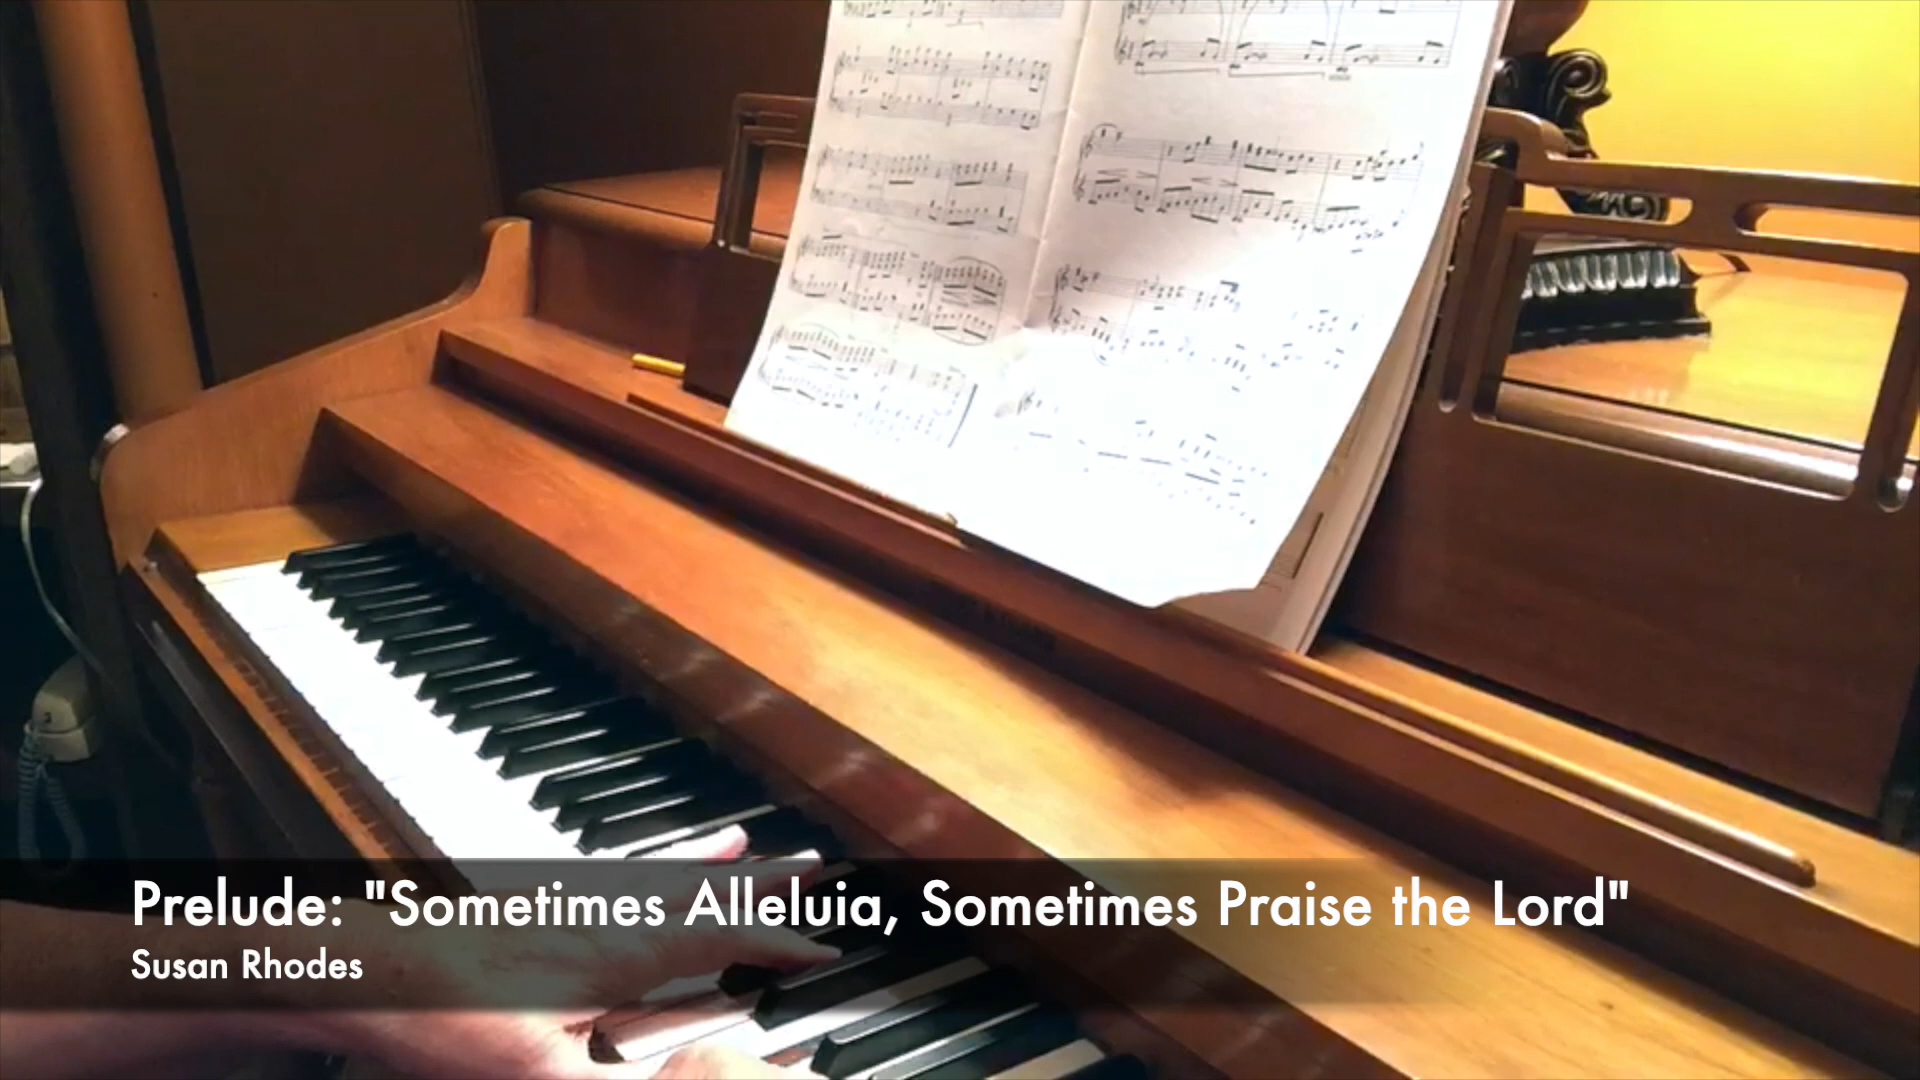 Prelude: "Sometimes Alleluia, Sometimes Praise the Lord"
Susan Rhodes